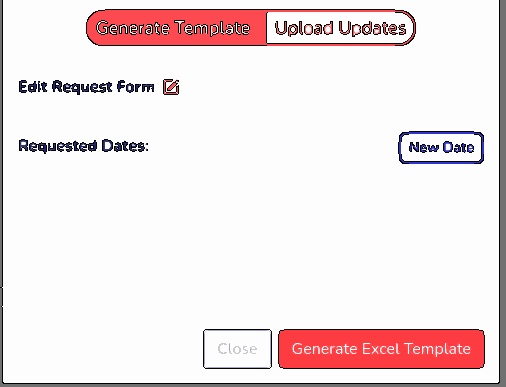 Generate Template Upload Updates
Edit Request Form
Requested Dates: New Date
Close Generate Excel Template